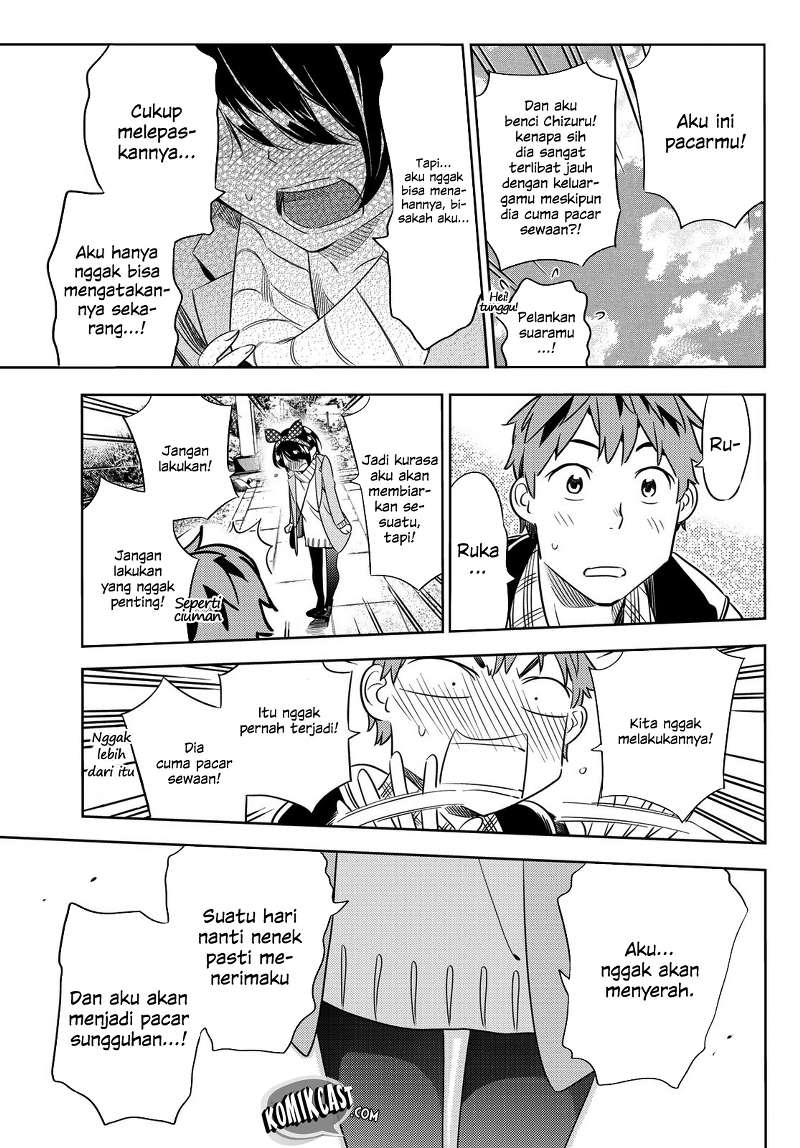 Aku ini
pacarmu!
Dan aku
benci Chizuru!
kenapa sih
dia sangat
terlibat jauh
dengan keluar-
gamu meskipun
dia cuma pacar
sewaan?!
Hei!
tunggu!
Pelankan
suaramu
...!
Tapi...
aku nggak
bisa mena-
hannya, bi-
sakah aku...
Cukup
melepas-
kannya...
Aku hanya
nggak bisa
mengatakan-
nya seka-
rang...!
Ru-
Ruka
...
Jadi kurasa
aku akan
membiar-
kan se-
suatu,
tapi!
Jangan
lakukan!
Jangan
lakukan
yang nggak
penting!
Seperti
ciuman
Kita nggak
melakukannya!
Itu nggak
pernah terjadi!
Dia
cuma pacar
sewaan!
Nggak
lebih
dari itu
Aku...
nggak akan
menyerah.
Suatu hari
nanti nenek
pasti me-
nerimaku
Dan aku akan
menjadi pacar
sungguhan...!
KOMIKCAST
.COM